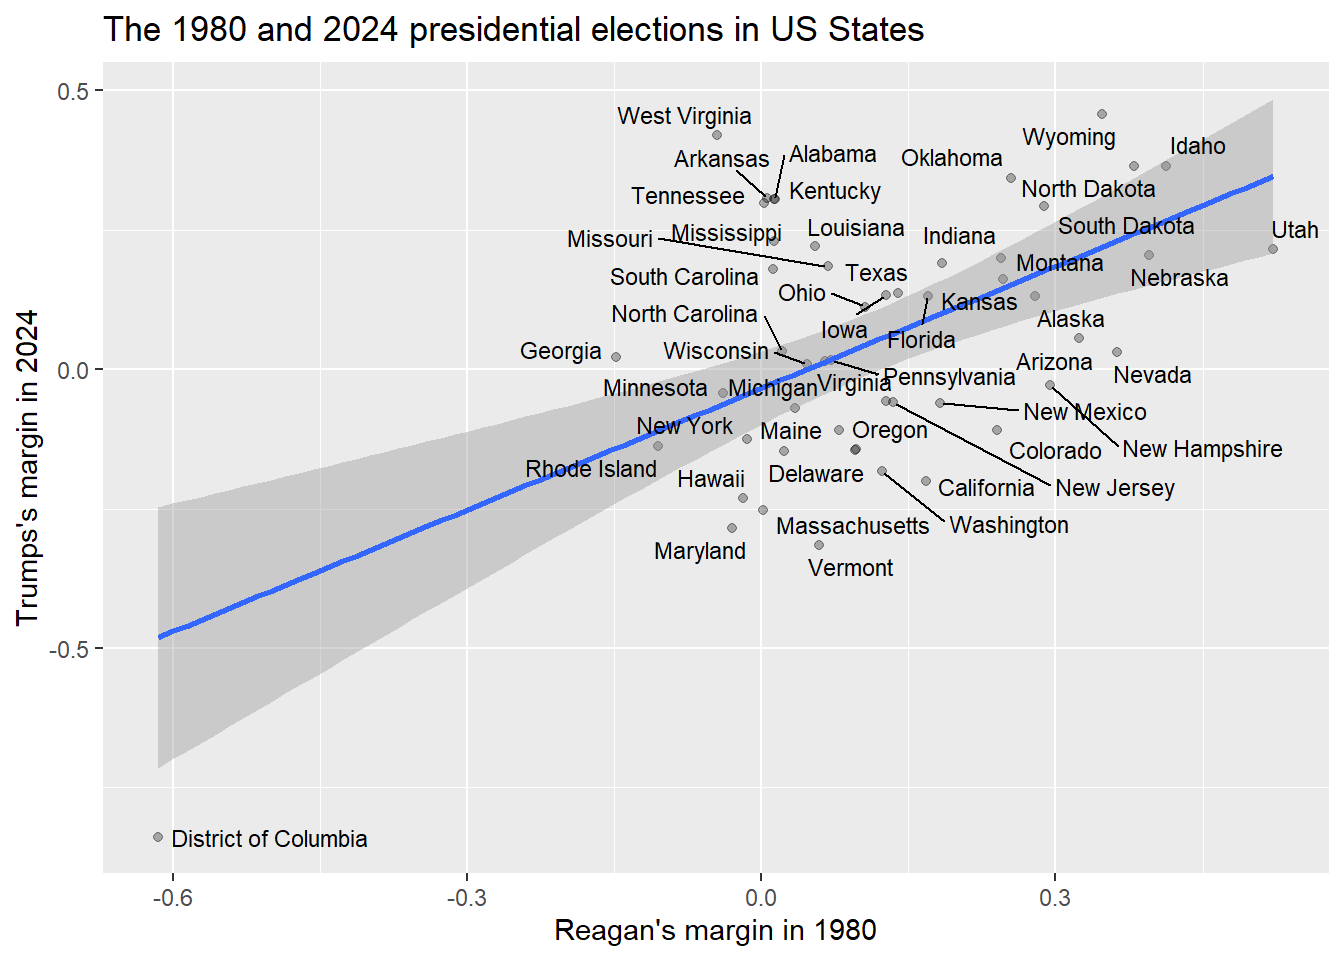 The 1980 and 2024 presidential elections in US States
Trumps's margin in 2024
0.5
0.0
-0.5
West Virginia
Wyoming
Idaho
Arkansas
Alabama
Oklahoma
Tennessee
Kentucky
North Dakota
Missouri
Mississippi
Louisiana
Indiana
South Dakota
Utah
South Carolina
Texas
Montana
Nebraska
Ohio
Kansas
North Carolina
Iowa
Florida
Alaska
Georgia
Wisconsin
Arizona
Nevada
Minnesota
Michigan
Virginia
Pennsylvania
New York
Maine
Oregon
New Mexico
Rhode Island
Hawaii
Delaware
Colorado
New Hampshire
California
New Jersey
Massachusetts
Washington
Maryland
Vermont
District of Columbia
-0.6
-0.3
0.0
0.3
Reagan's margin in 1980